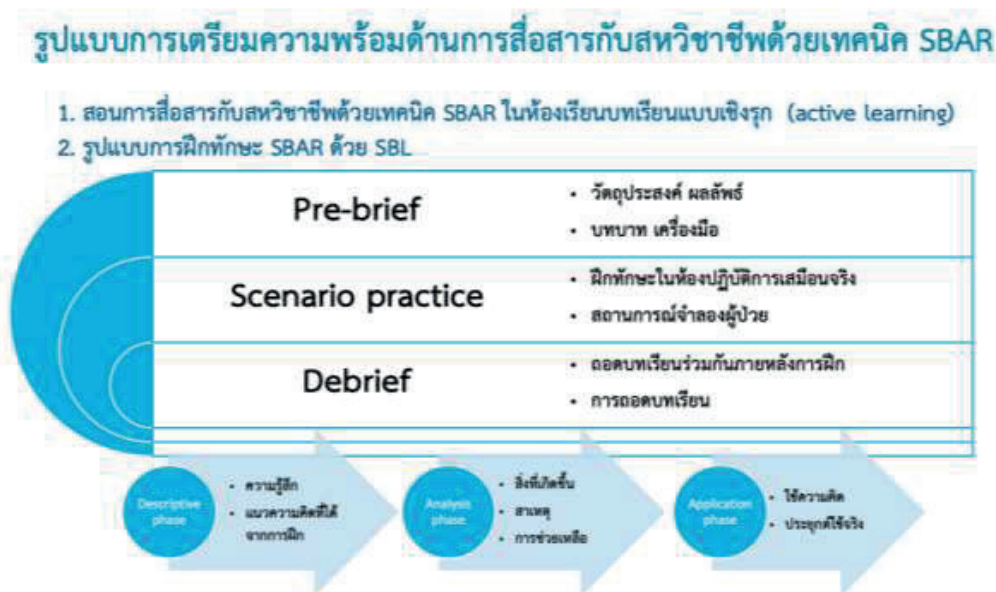 รูปแบบการเตรียมความพร้อมด้านการสื่อสารกับสหวิชาชีพด้วยเทคนิค SBAR
1. สอนการสื่อสารกับสหวิชาชีพด้วยเทคนิค SBAR ในห้องเรียนบทเรียนแบบเชิงรุก (active learning)
2. รูปแบบการฝึกทักษะ SBAR ด้วย SBL
Pre-brief
• วัตถุประสงค์ ผลลัพธ์
• บทบาท เครื่องมือ
Scenario practice
• ฝึกทักษะในห้องปฏิบัติการเสมือนจริง
• สถานการณ์จำลองผู้ป่วย
Debrief
• ถอดบทเรียนร่วมกันภายหลังการฝึก
• การถอดบทเรียน
Descriptive
phase
• ความรู้สึก
• แนวความคิดที่ได้
จากการฝึก
Analysis
phase
• สิ่งที่เกิดขึ้น
• สาเหตุ
• การช่วยเหลือ
Application
phase
• ใช้ความคิด
• ประยุกต์ใช้จริง